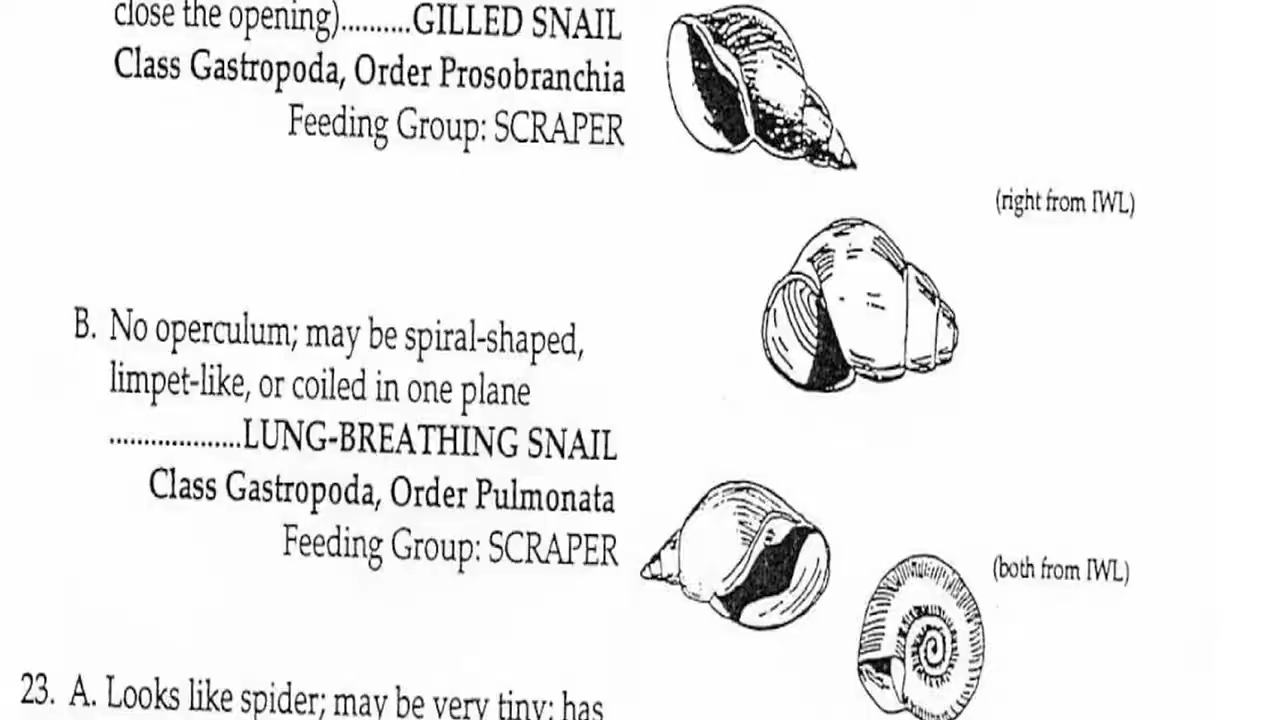 close the opening)..........GILLED SNAIL
Class Gastropoda, Order Prosobranchia
Feeding Group: SCRAPER
(right from IWL)
B. No operculum; may be spiral-shaped,
limpet-like, or coiled in one plane
...................LUNG-BREATHING SNAIL
Class Gastropoda, Order Pulmonata
Feeding Group: SCRAPER
(both from IWL)
23. A. Looks like spider; may be very tiny; has